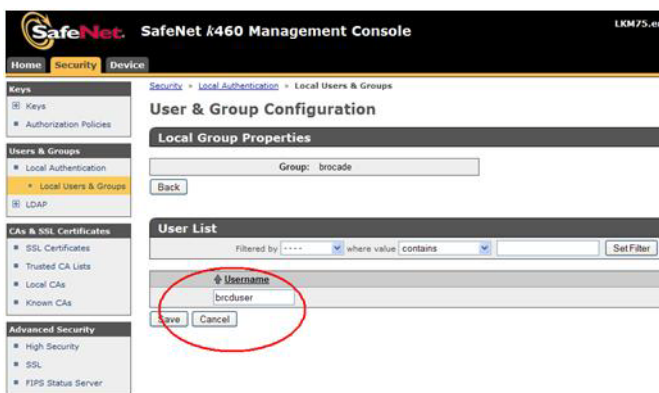 SafeNet. SafeNet k460 Management Console
LKM75.en
Home Security Device
Keys
Keys
Authorization Policies
Users & Groups
Local Authentication
Local Users & Groups
LDAP
CAs & SSL Certificates
SSL Certificates
Trusted CA Lists
Local CAs
Known CAs
Advanced Security
High Security
SSL
FIPS Status Server
Security » Local Authentication » Local Users & Groups
User & Group Configuration
Local Group Properties
Group: brocade
Back
User List
Filtered by ---- where value contains Set Filter
Username
brcduser
Save Cancel